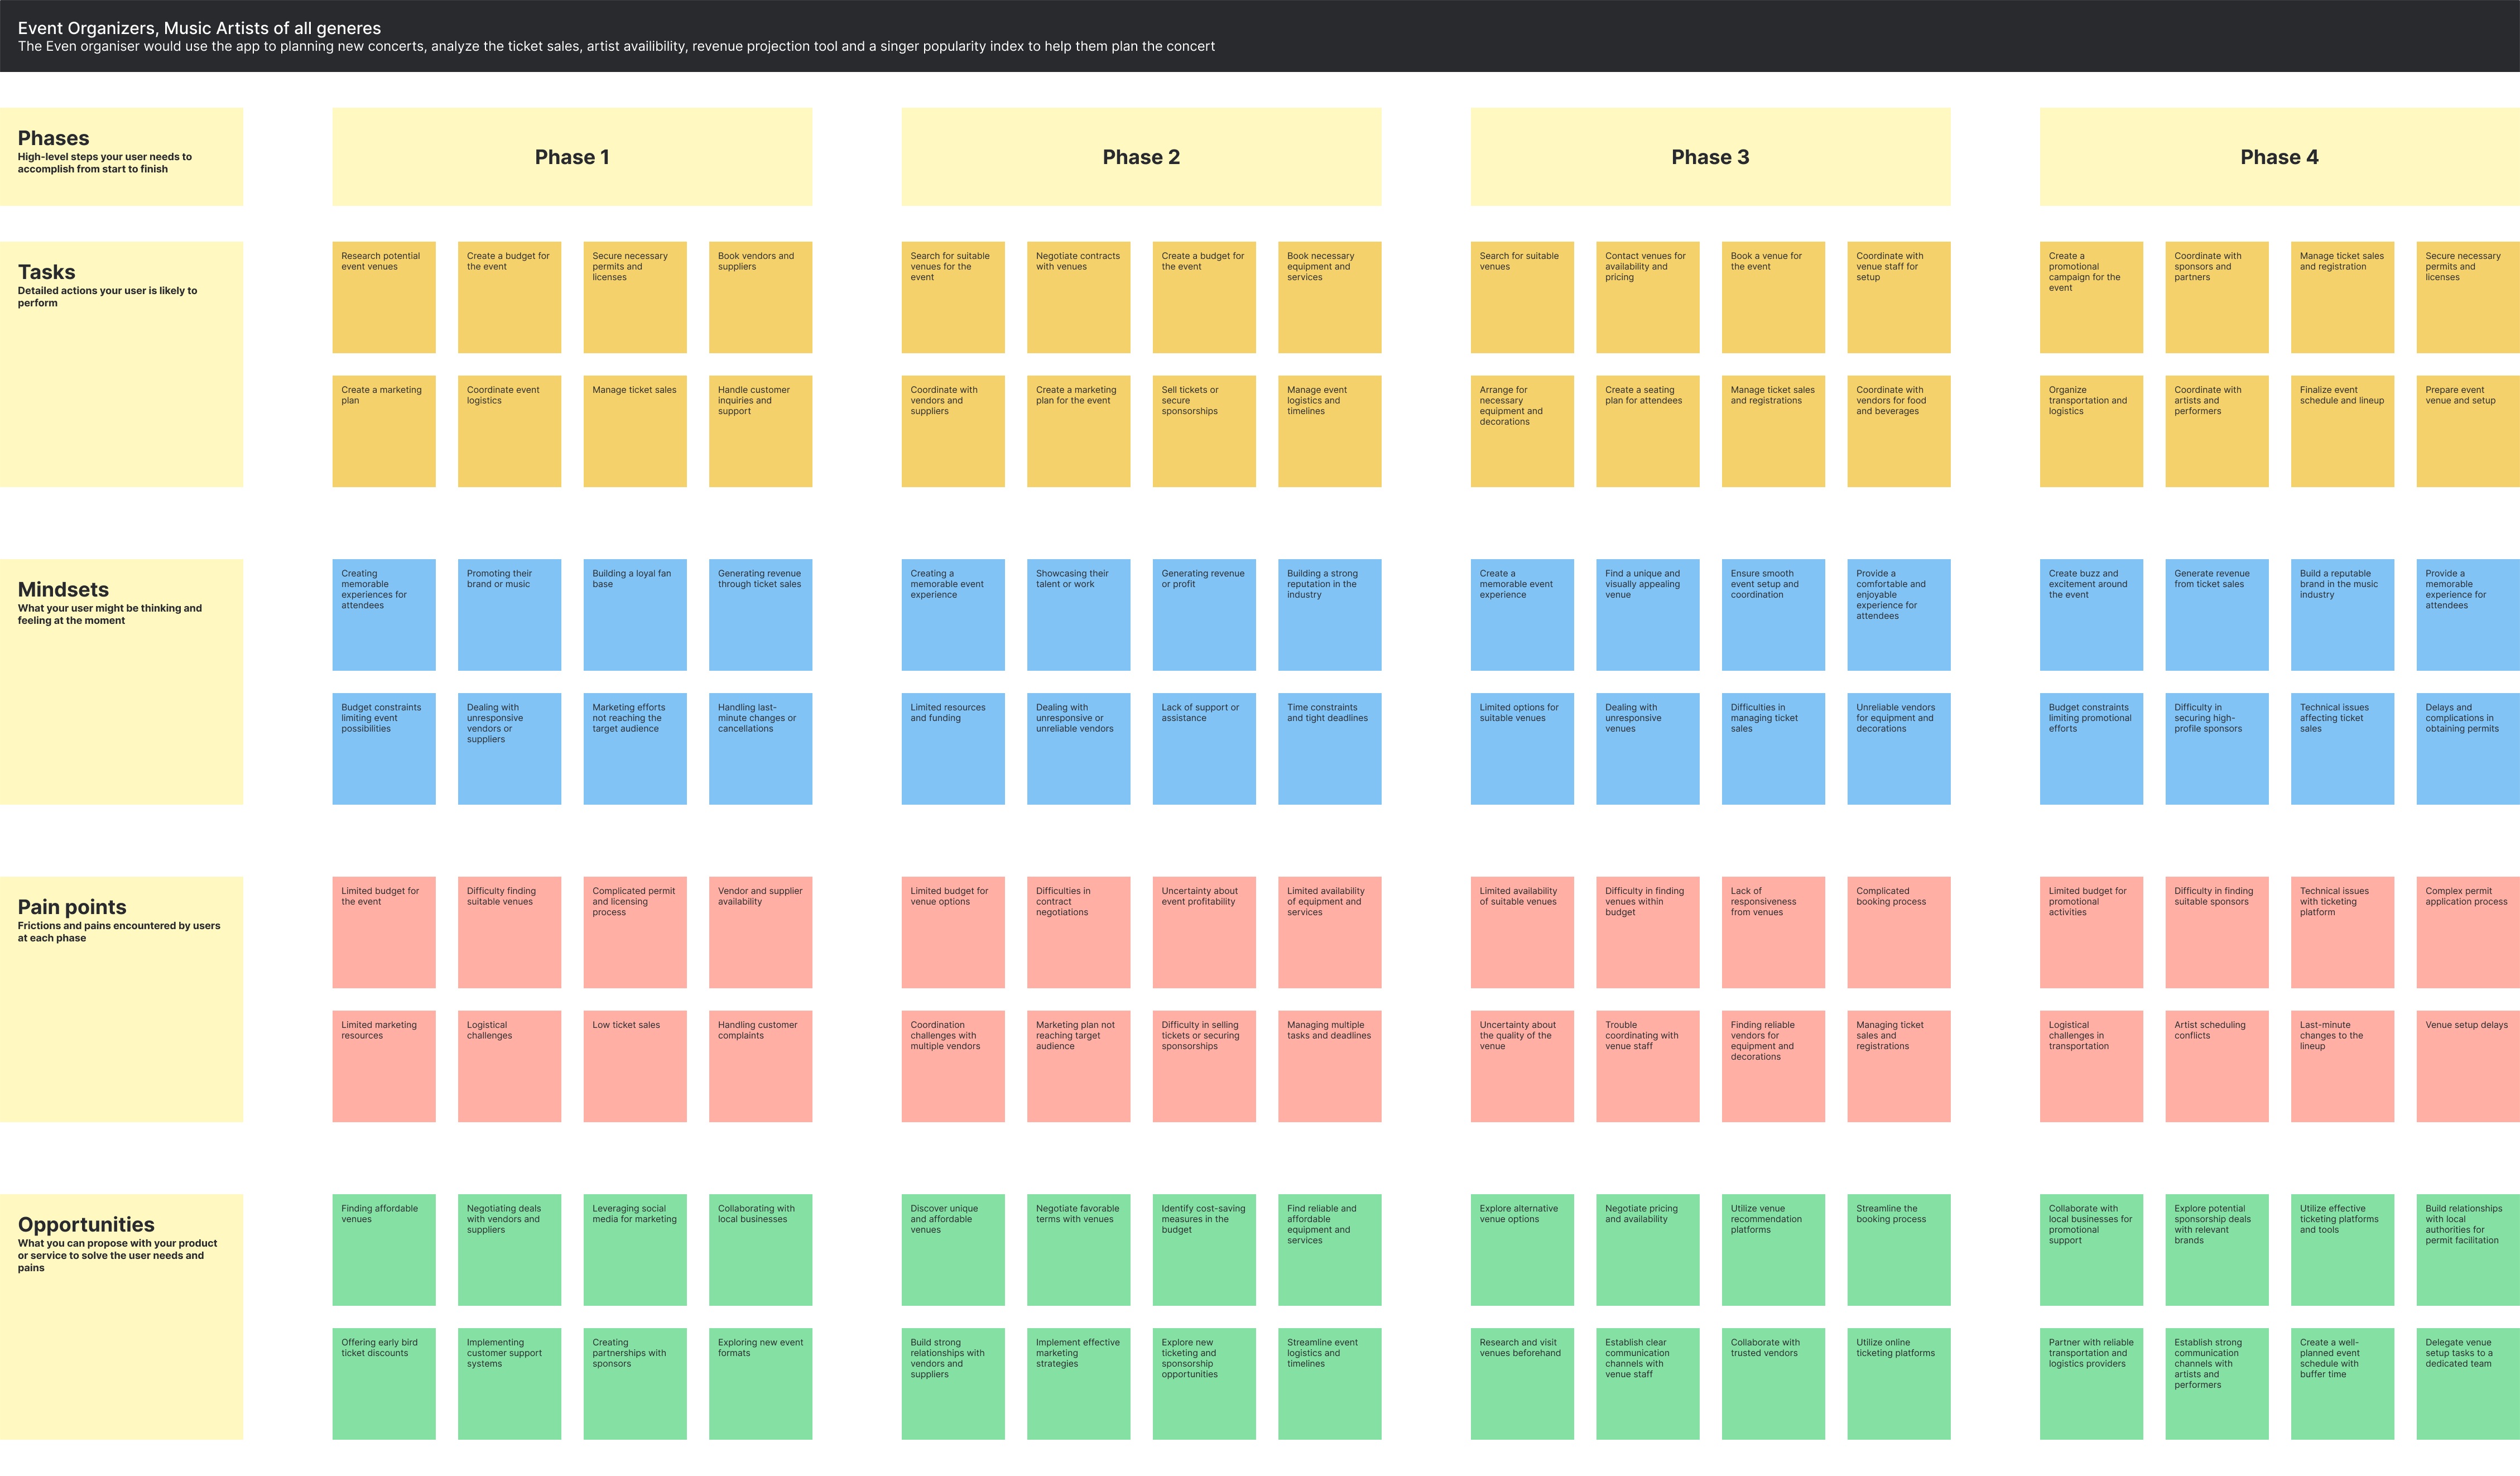 Event Organizers, Music Artists of all generes
The Even organiser would use the app to planning new concerts, analyze the ticket sales, artist availibility, revenue projection tool and a singer popularity index to help them plan the concert
Phases
High-level steps your user needs to
accomplish from start to finish
Phase 1
Phase 2
Phase 3
Phase 4
Tasks
Detailed actions your user is likely to
perform
Research potential
event venues
Create a budget for
the event
Secure necessary
permits and
licenses
Book vendors and
suppliers
Search for suitable
venues for the
event
Negotiate contracts
with venues
Create a budget for
the event
Book necessary
equipment and
services
Search for suitable
venues
Contact venues for
availability and
pricing
Book a venue for
the event
Coordinate with
venue staff for
setup
Create a
promotional
campaign for the
event
Coordinate with
sponsors and
partners
Manage ticket sales
and registration
Secure necessary
permits and
licenses
Create a marketing
plan
Coordinate event
logistics
Manage ticket sales
Handle customer
inquiries and
support
Coordinate with
vendors and
suppliers
Create a marketing
plan for the event
Sell tickets or
secure
sponsorships
Manage event
logistics and
timelines
Arrange for
necessary
equipment and
decorations
Create a seating
plan for attendees
Manage ticket sales
and registrations
Coordinate with
vendors for food
and beverages
Organize
transportation and
logistics
Coordinate with
artists and
performers
Finalize event
schedule and lineup
Prepare event
venue and setup
Mindsets
What your user might be thinking and
feeling at the moment
Creating
memorable
experiences for
attendees
Promoting their
brand or music
Building a loyal fan
base
Generating revenue
through ticket sales
Creating a
memorable event
experience
Showcasing their
talent or work
Generating revenue
or profit
Building a strong
reputation in the
industry
Create a
memorable event
experience
Find a unique and
visually appealing
venue
Ensure smooth
event setup and
coordination
Provide a
comfortable and
enjoyable
experience for
attendees
Create buzz and
excitement around
the event
Generate revenue
from ticket sales
Build a reputable
brand in the music
industry
Provide a
memorable
experience for
attendees
Budget constraints
limiting event
possibilities
Dealing with
unresponsive
vendors or
suppliers
Marketing efforts
not reaching the
target audience
Handling last-
minute changes or
cancellations
Limited resources
and funding
Dealing with
unresponsive or
unreliable vendors
Lack of support or
assistance
Time constraints
and tight deadlines
Limited options for
suitable venues
Dealing with
unresponsive
venues
Difficulties in
managing ticket
sales
Unreliable vendors
for equipment and
decorations
Budget constraints
limiting promotional
efforts
Difficulty in
securing high-
profile sponsors
Technical issues
affecting ticket
sales
Delays and
complications in
obtaining permits
Pain points
Frictions and pains encountered by users
at each phase
Limited budget for
the event
Difficulty finding
suitable venues
Complicated permit
and licensing
process
Vendor and supplier
availability
Limited budget for
venue options
Difficulties in
contract
negotiations
Uncertainty about
event profitability
Limited availability
of equipment and
services
Limited availability
of suitable venues
Difficulty in finding
venues within
budget
Lack of
responsiveness
from venues
Complicated
booking process
Limited budget for
promotional
activities
Difficulty in finding
suitable sponsors
Technical issues
with ticketing
platform
Complex permit
application process
Limited marketing
resources
Logistical
challenges
Low ticket sales
Handling customer
complaints
Coordination
challenges with
multiple vendors
Marketing plan not
reaching target
audience
Difficulty in selling
tickets or securing
sponsorships
Managing multiple
tasks and deadlines
Uncertainty about
the quality of the
venue
Trouble
coordinating with
venue staff
Finding reliable
vendors for
equipment and
decorations
Managing ticket
sales and
registrations
Logistical
challenges in
transportation
Artist scheduling
conflicts
Last-minute
changes to the
lineup
Venue setup delays
Opportunities
What you can propose with your product
or service to solve the user needs and
pains
Finding affordable
venues
Negotiating deals
with vendors and
suppliers
Leveraging social
media for marketing
Collaborating with
local businesses
Discover unique
and affordable
venues
Negotiate favorable
terms with venues
Identify cost-saving
measures in the
budget
Find reliable and
affordable
equipment and
services
Explore alternative
venue options
Negotiate pricing
and availability
Utilize venue
recommendation
platforms
Streamline the
booking process
Collaborate with
local businesses for
promotional
support
Explore potential
sponsorship deals
with relevant
brands
Utilize effective
ticketing platforms
and tools
Build relationships
with local
authorities for
permit facilitation
Offering early bird
ticket discounts
Implementing
customer support
systems
Creating
partnerships with
sponsors
Exploring new event
formats
Build strong
relationships with
vendors and
suppliers
Implement effective
marketing
strategies
Explore new
ticketing and
sponsorship
opportunities
Streamline event
logistics and
timelines
Research and visit
venues beforehand
Establish clear
communication
channels with
venue staff
Collaborate with
trusted vendors
Utilize online
ticketing platforms
Partner with reliable
transportation and
logistics providers
Establish strong
communication
channels with
artists and
performers
Create a well-
planned event
schedule with
buffer time
Delegate venue
setup tasks to a
dedicated team